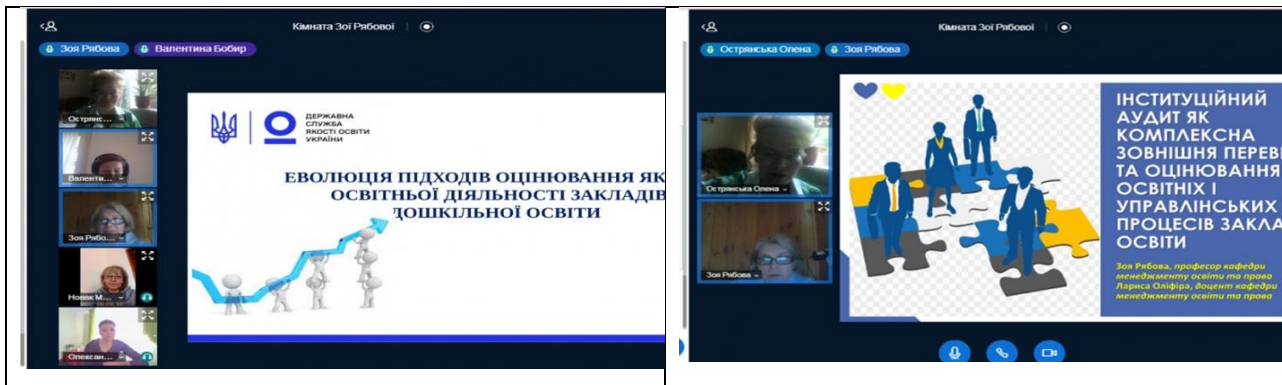 Кімната Зої Рябової
Зоя Рябова
Валентина Бобир
Острянс...
Валенти...
Зоя Рябо...
Новак М...
Олексан...
ДЕРЖАВНА
СЛУЖБА
ЯКОСТІ ОСВІТИ
УКРАЇНИ
ЕВОЛЮЦІЯ ПІДХОДІВ ОЦІНЮВАННЯ ЯК
ОСВІТНЬОЇ ДІЯЛЬНОСТІ ЗАКЛАДІВ
ДОШКІЛЬНОЇ ОСВІТИ
Кімната Зої Рябової
Острянська Олена
Зоя Рябова
Острянська Олена
Зоя Рябова
ІНСТИТУЦІЙНИЙ
АУДИТ ЯК
КОМПЛЕКСНА
ЗОВНІШНЯ ПЕРЕВІ
ТА ОЦІНЮВАННЯ
ОСВІТНІХ І
УПРАВЛІНСЬКИХ
ПРОЦЕСІВ ЗАКЛА
ОСВІТИ
Зоя Рябова, професор кафедри
менеджменту освіти та права
Лариса Оліфіра, доцент кафедри
менеджменту освіти та права